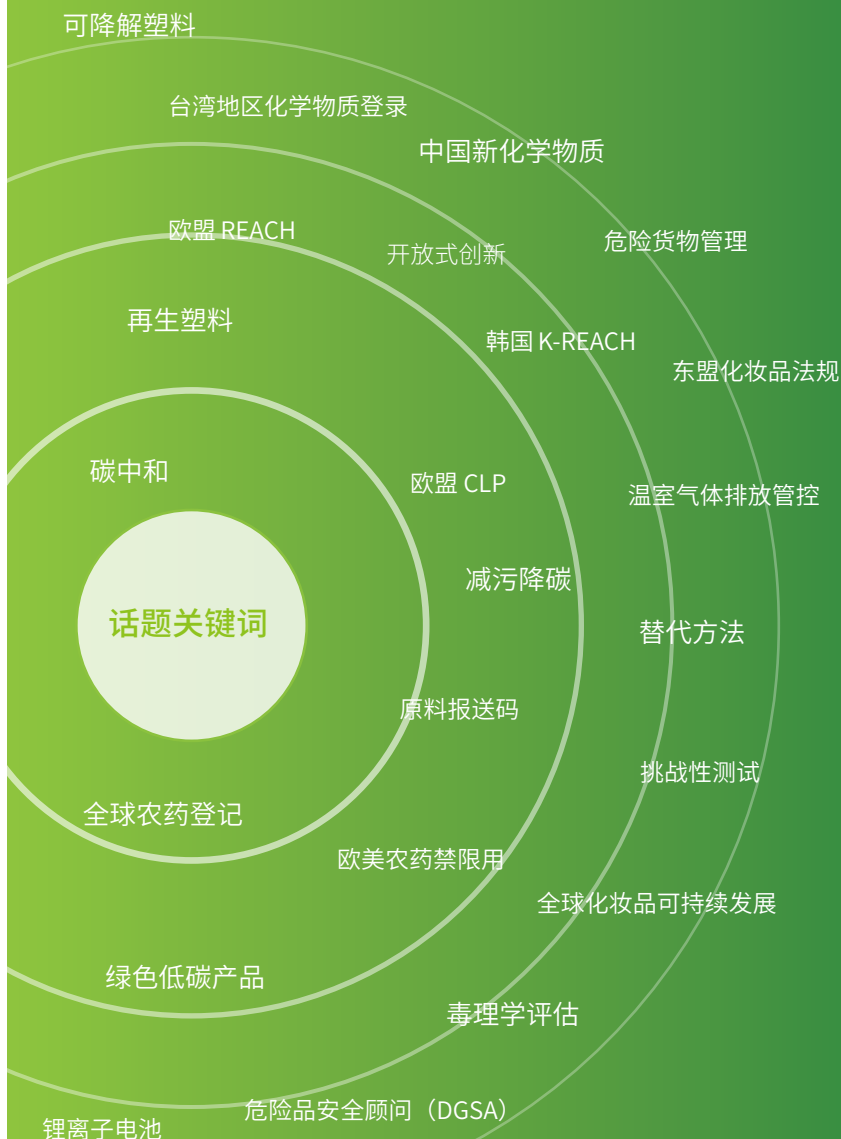 可降解塑料
台湾地区化学物质登录
中国新化学物质
欧盟 REACH
开放式创新
危险货物管理
再生塑料
韩国 K-REACH
东盟化妆品法规
碳中和
欧盟 CLP
温室气体排放管控
减污降碳
话题关键词
替代方法
原料报送码
挑战性测试
全球农药登记
欧美农药禁限用
全球化妆品可持续发展
绿色低碳产品
毒理学评估
危险品安全顾问（DGSA）
锂离子电池